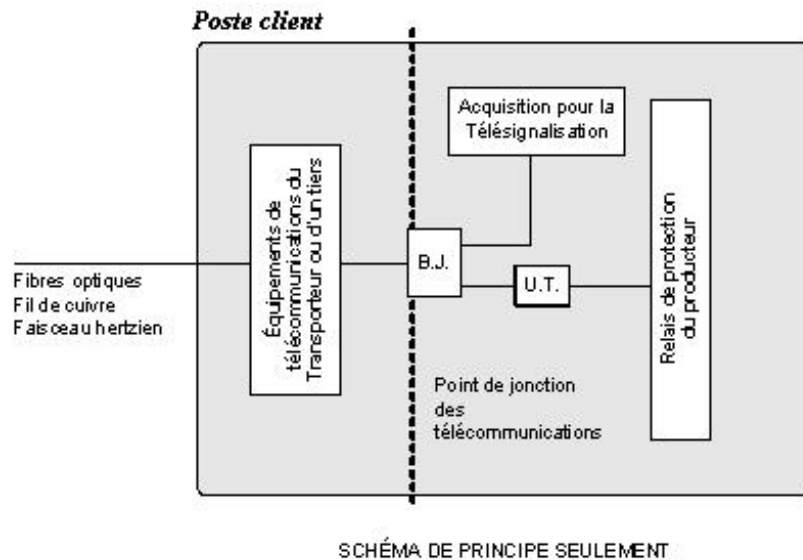 Poste client
Acquisition pour la
Télésignalisation
Équipements de
télécommunications du
Transporteur ou d'un tiers
B.J.
U.T.
Relais de protection
du producteur
Fibres optiques
Fil de cuivre
Faisceau hertzien
Point de jonction
des
télécommunications
SCHÉMA DE PRINCIPE SEULEMENT